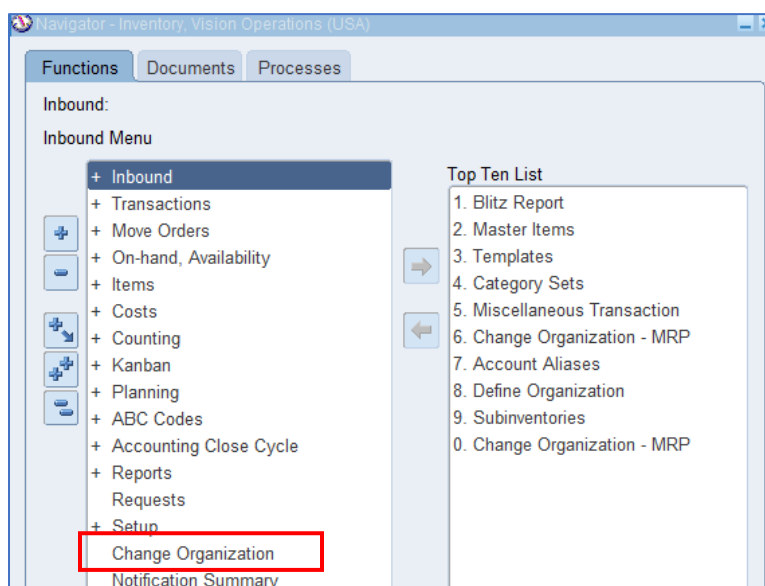 Navigator - Inventory, Vision Operations (USA)
Functions Documents Processes
Inbound:
Inbound Menu
+ Inbound
+ Transactions
+ Move Orders
+ On-hand, Availability
+ Items
+ Costs
+ Counting
+ Kanban
+ Planning
+ ABC Codes
+ Accounting Close Cycle
+ Reports
Requests
+ Setup
Change Organization
Notification Summary
Top Ten List
1. Blitz Report
2. Master Items
3. Templates
4. Category Sets
5. Miscellaneous Transaction
6. Change Organization - MRP
7. Account Aliases
8. Define Organization
9. Subinventories
0. Change Organization - MRP